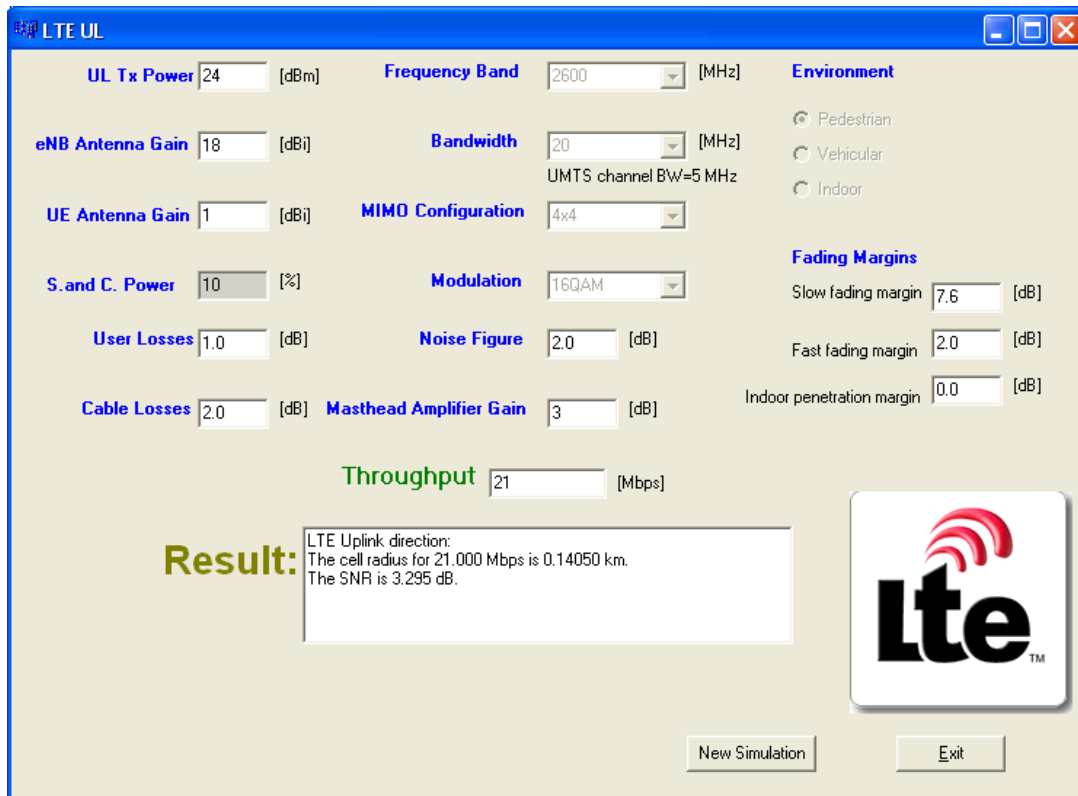 LTE UL
UL Tx Power 24 [dBm] Frequency Band 2600 [MHz] Environment
Pedestrian
eNB Antenna Gain 18 [dBi] Bandwidth 20 [MHz]
Vehicular
UMTS channel BW=5 MHz
Indoor
UE Antenna Gain 1 [dBi] MIMO Configuration 4x4
Fading Margins
S.and C. Power 10 [%] Modulation 16QAM
Slow fading margin 7.6 [dB]
User Losses 1.0 [dB] Noise Figure 2.0 [dB]
Fast fading margin 2.0 [dB]
Indoor penetration margin 0.0 [dB]
Cable Losses 2.0 [dB] Masthead Amplifier Gain 3 [dB]
Throughput 21 [Mbps]
Result:
LTE Uplink direction:
The cell radius for 21.000 Mbps is 0.14050 km.
The SNR is 3.295 dB.
Lte TM
New Simulation Exit